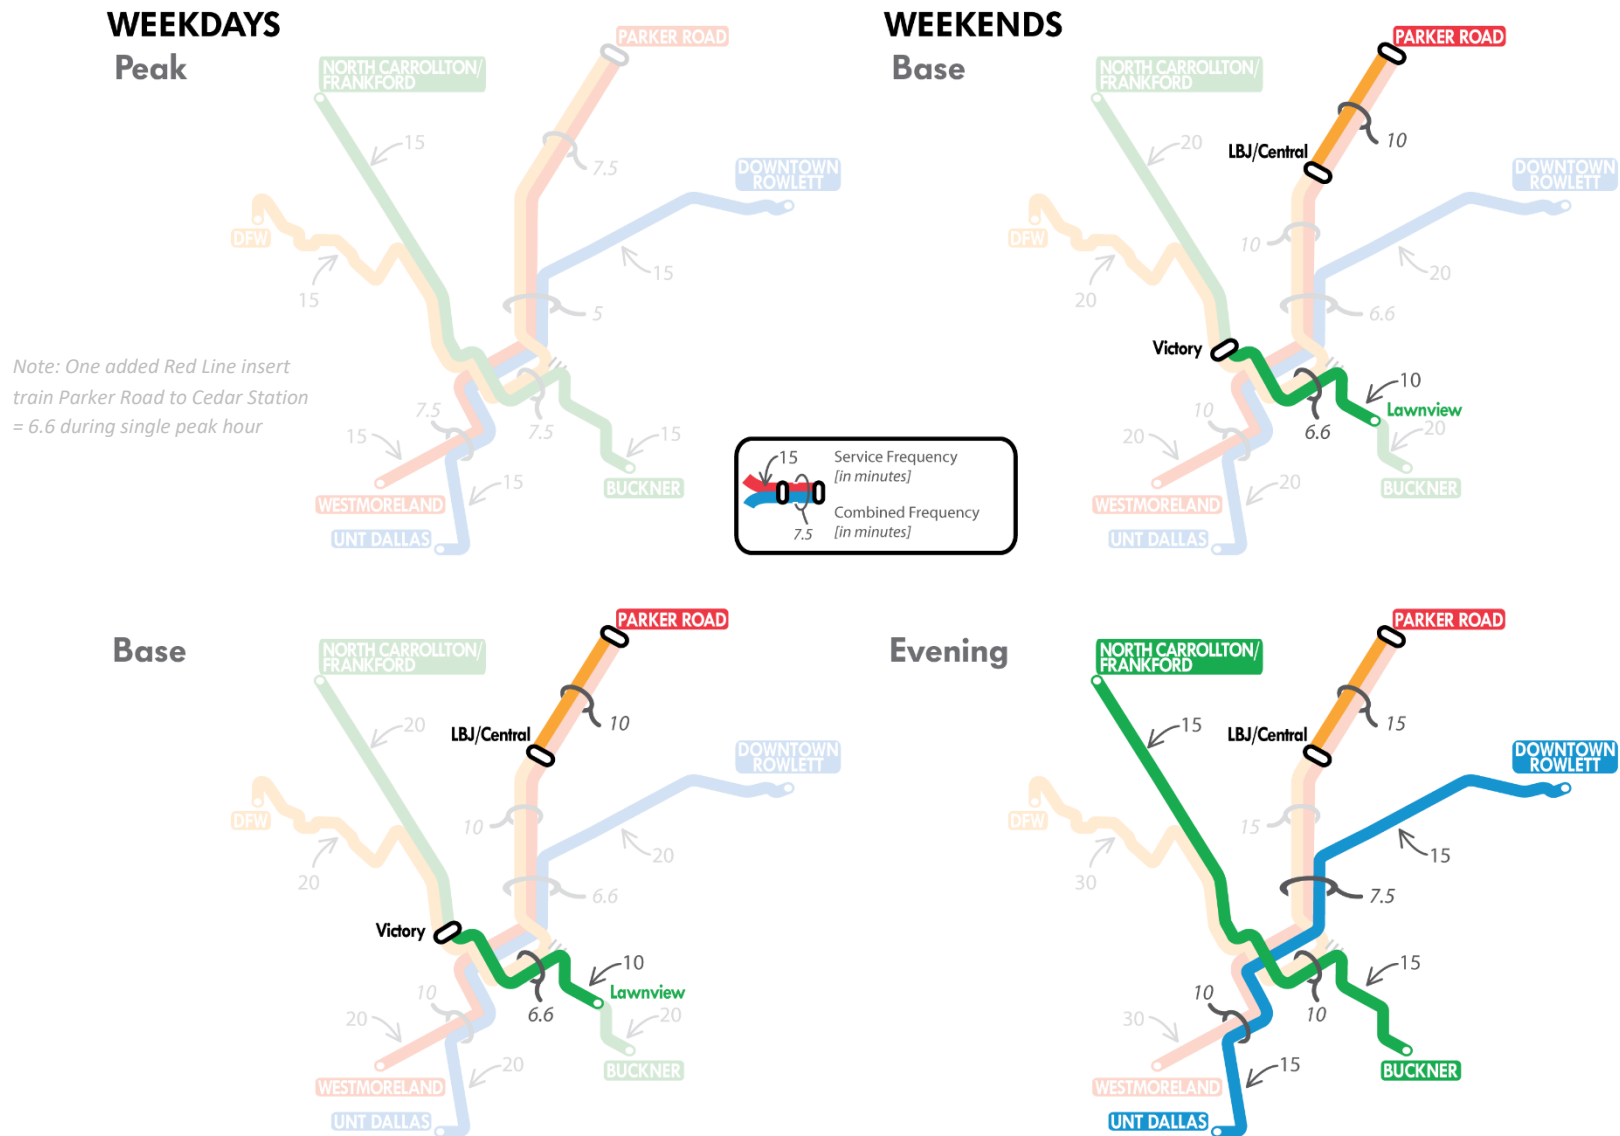 WEEKDAYS
Peak
NORTH CARROLLTON/
FRANKFORD
PARKER ROAD
15
7.5
DOWNTOWN
ROWLETT
DFW
15
15
5
Note: One added Red Line insert
train Parker Road to Cedar Station
= 6.6 during single peak hour
7.5
7.5
15
15
15
WESTMORELAND
BUCKNER
UNT DALLAS
WEEKENDS
Base
NORTH CARROLLTON/
FRANKFORD
PARKER ROAD
20
10
LBJ/Central
DOWNTOWN
ROWLETT
DFW
10
20
20
6.6
Victory
10
Lawnview
10
6.6
20
20
20
WESTMORELAND
BUCKNER
UNT DALLAS
15
Service Frequency
[in minutes]
Combined Frequency
[in minutes]
7.5
Base
NORTH CARROLLTON/
FRANKFORD
PARKER ROAD
20
10
LBJ/Central
DOWNTOWN
ROWLETT
DFW
10
20
20
6.6
Victory
10
Lawnview
10
6.6
20
20
20
WESTMORELAND
BUCKNER
UNT DALLAS
Evening
NORTH CARROLLTON/
FRANKFORD
PARKER ROAD
15
15
LBJ/Central
DOWNTOWN
ROWLETT
DFW
15
30
15
7.5
15
10
10
30
15
WESTMORELAND
BUCKNER
UNT DALLAS